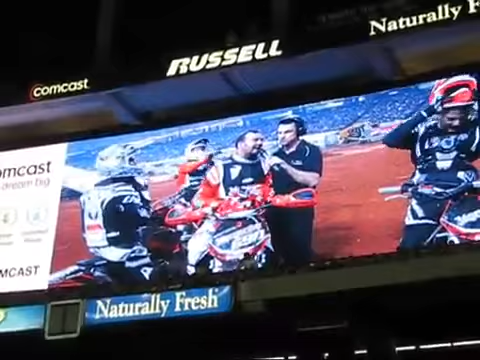 Naturally F
RUSSELL
comcast
omcast
dream big
MCAST
Naturally Fresh